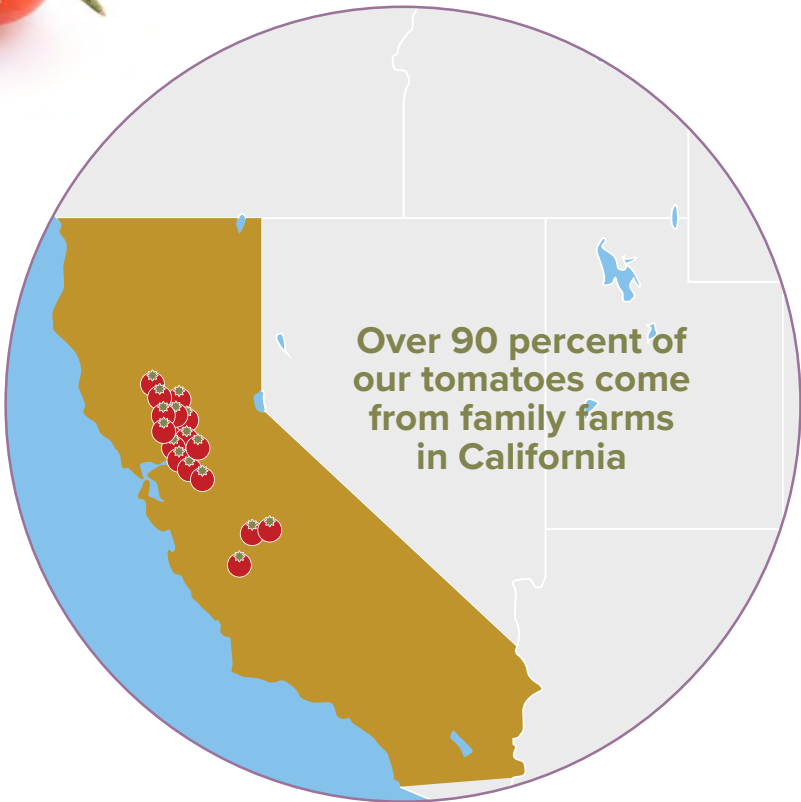 Over 90 percent of
our tomatoes come
from family farms
in California